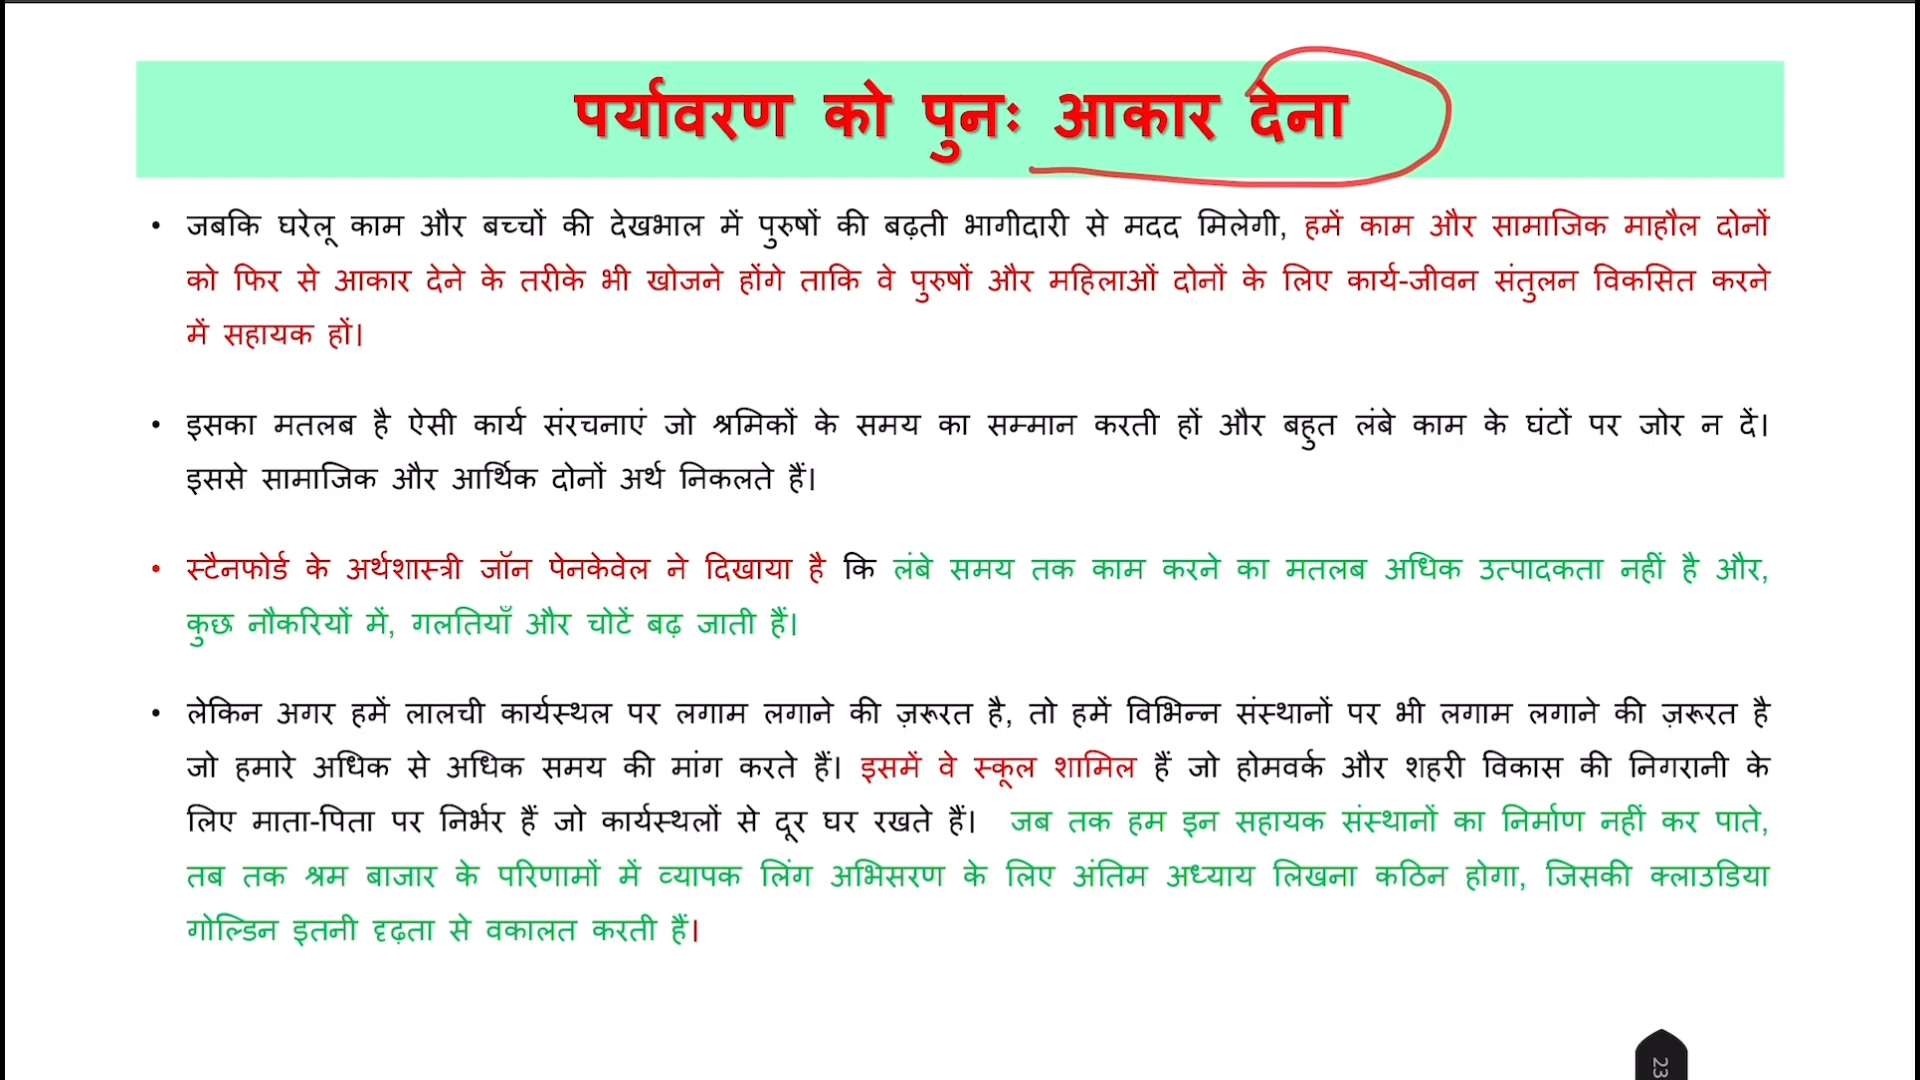 पर्यावरण को पुनः आकार देना
• जबकि घरेलू काम और बच्चों की देखभाल में पुरुषों की बढ़ती भागीदारी से मदद मिलेगी, हमें काम और सामाजिक माहौल दोनों
को फिर से आकार देने के तरीके भी खोजने होंगे ताकि वे पुरुषों और महिलाओं दोनों के लिए कार्य-जीवन संतुलन विकसित करने
में सहायक हों।
• इसका मतलब है ऐसी कार्य संरचनाएं जो श्रमिकों के समय का सम्मान करती हों और बहुत लंबे काम के घंटों पर जोर न दें।
इससे सामाजिक और आर्थिक दोनों अर्थ निकलते हैं।
• स्टैनफोर्ड के अर्थशास्त्री जॉन पेनकेवेल ने दिखाया है कि लंबे समय तक काम करने का मतलब अधिक उत्पादकता नहीं है और,
कुछ नौकरियों में, गलतियाँ और चोटें बढ़ जाती हैं।
• लेकिन अगर हमें लालची कार्यस्थल पर लगाम लगाने की ज़रूरत है, तो हमें विभिन्न संस्थानों पर भी लगाम लगाने की ज़रूरत है
जो हमारे अधिक से अधिक समय की मांग करते हैं। इसमें वे स्कूल शामिल हैं जो होमवर्क और शहरी विकास की निगरानी के
लिए माता-पिता पर निर्भर हैं जो कार्यस्थलों से दूर घर रखते हैं। जब तक हम इन सहायक संस्थानों का निर्माण नहीं कर पाते,
तब तक श्रम बाजार के परिणामों में व्यापक लिंग अभिसरण के लिए अंतिम अध्याय लिखना कठिन होगा, जिसकी क्लाउडिया
गोल्डिन इतनी दृढ़ता से वकालत करती हैं।
23